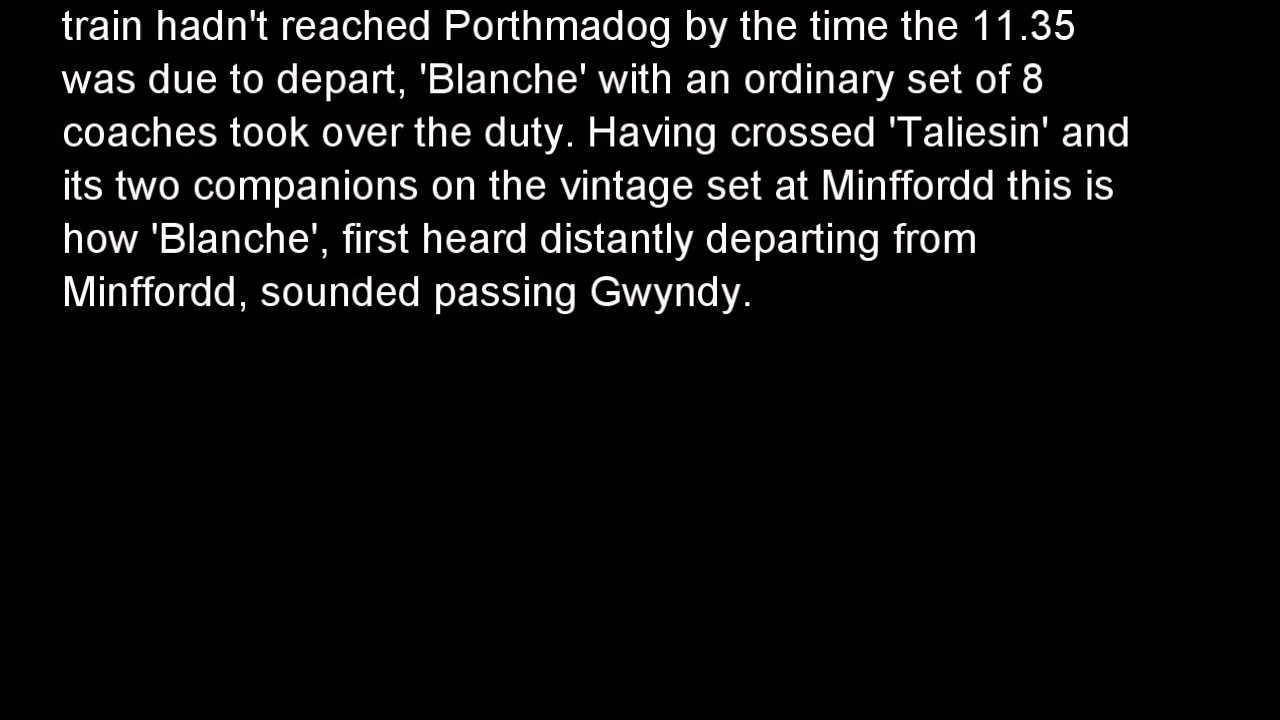 train hadn't reached Porthmadog by the time the 11.35
was due to depart, 'Blanche' with an ordinary set of 8
coaches took over the duty. Having crossed 'Taliesin' and
its two companions on the vintage set at Minffordd this is
how 'Blanche', first heard distantly departing from
Minffordd, sounded passing Gwyndy.